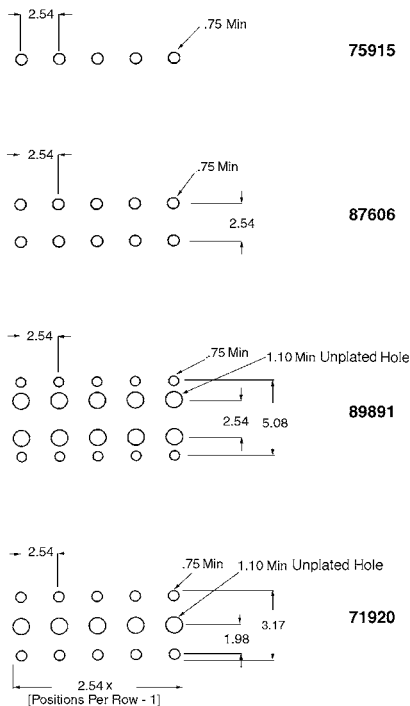 2.54
.75 Min
75915
2.54
.75 Min
2.54
87606
2.54
.75 Min
1.10 Min Unplated Hole
2.54 5.08
89891
2.54
.75 Min
1.10 Min Unplated Hole
3.17
1.98
71920
2.54 x
[Positions Per Row - 1]